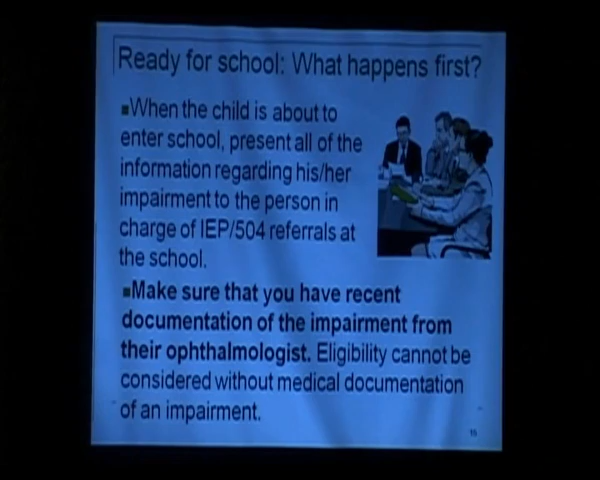 Ready for school: What happens first?
▪When the child is about to
enter school, present all of the
information regarding his/her
impairment to the person in
charge of IEP/504 referrals at
the school.
▪Make sure that you have recent
documentation of the impairment from
their ophthalmologist. Eligibility cannot be
considered without medical documentation
of an impairment.
15